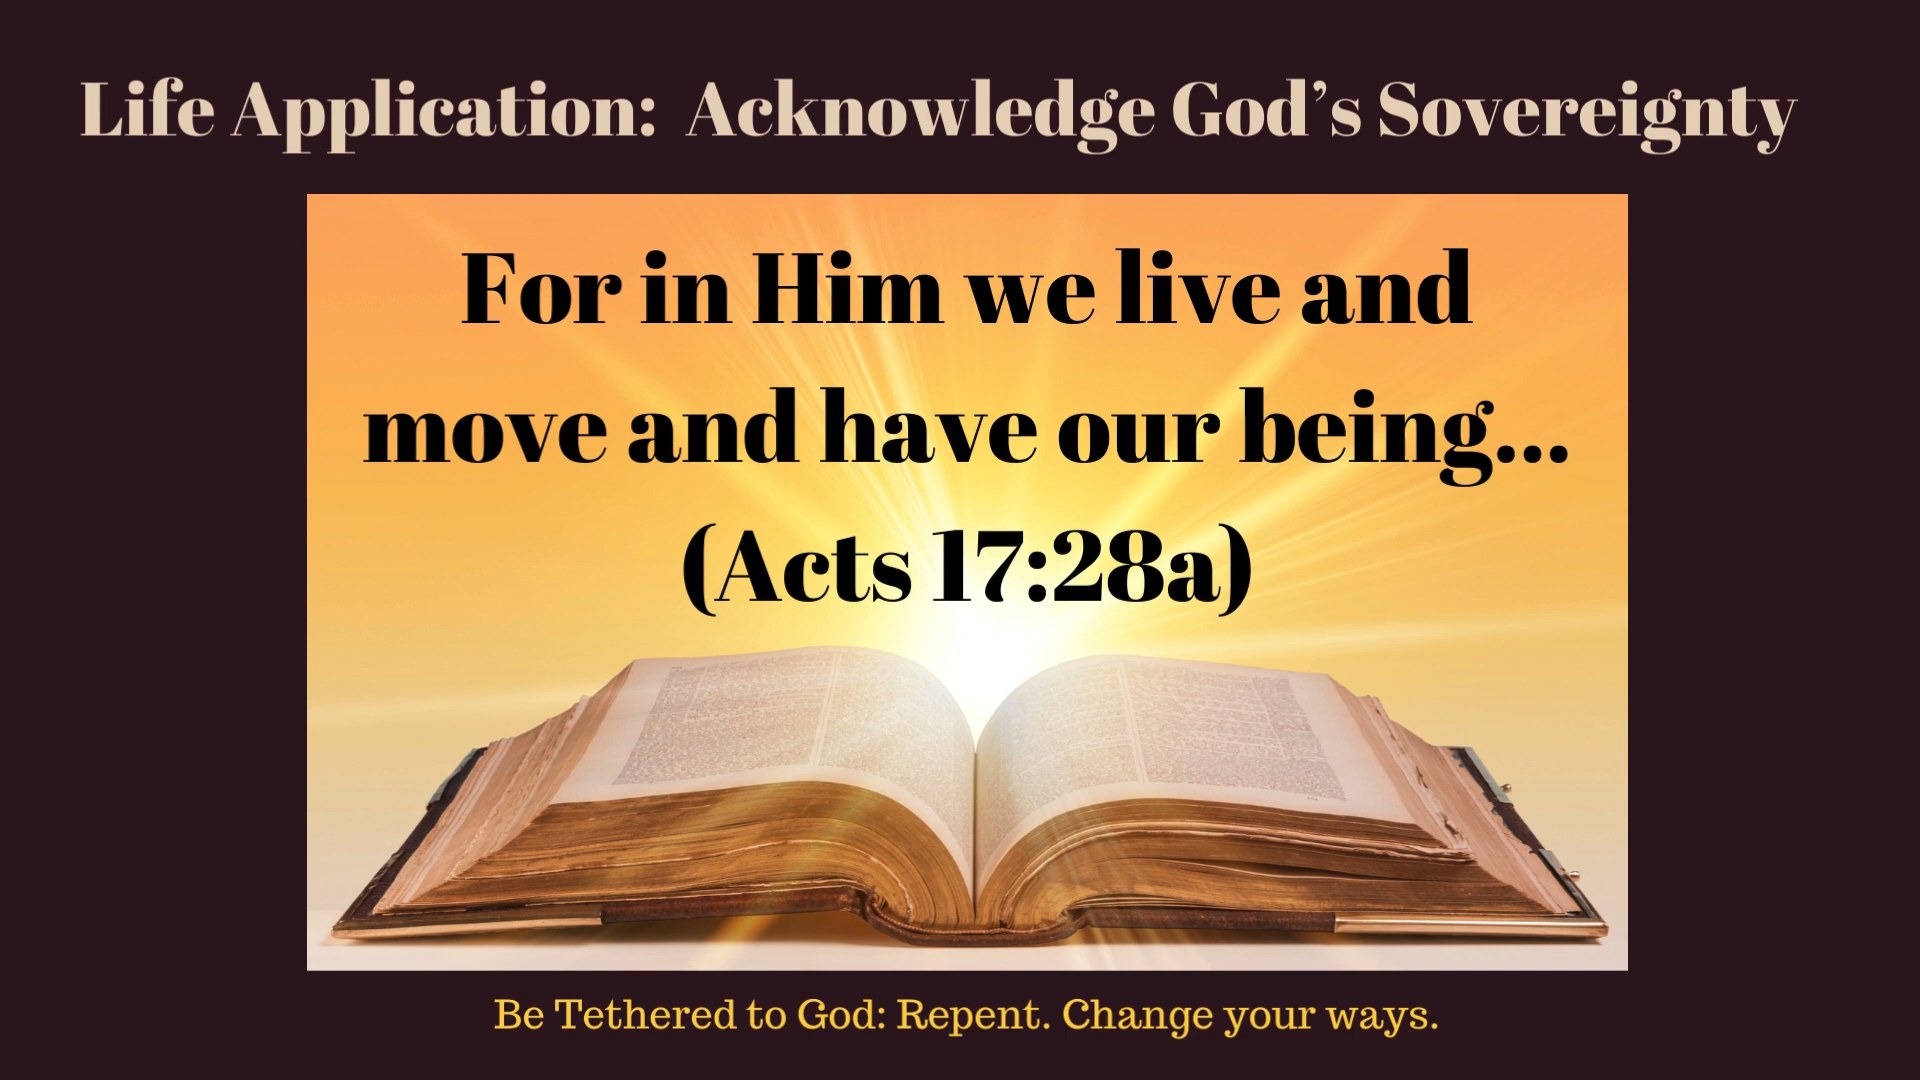 Life Application:  Acknowledge God’s Sovereignty
For in Him we live and
move and have our being...
(Acts 17:28a)
Be Tethered to God: Repent. Change your ways.